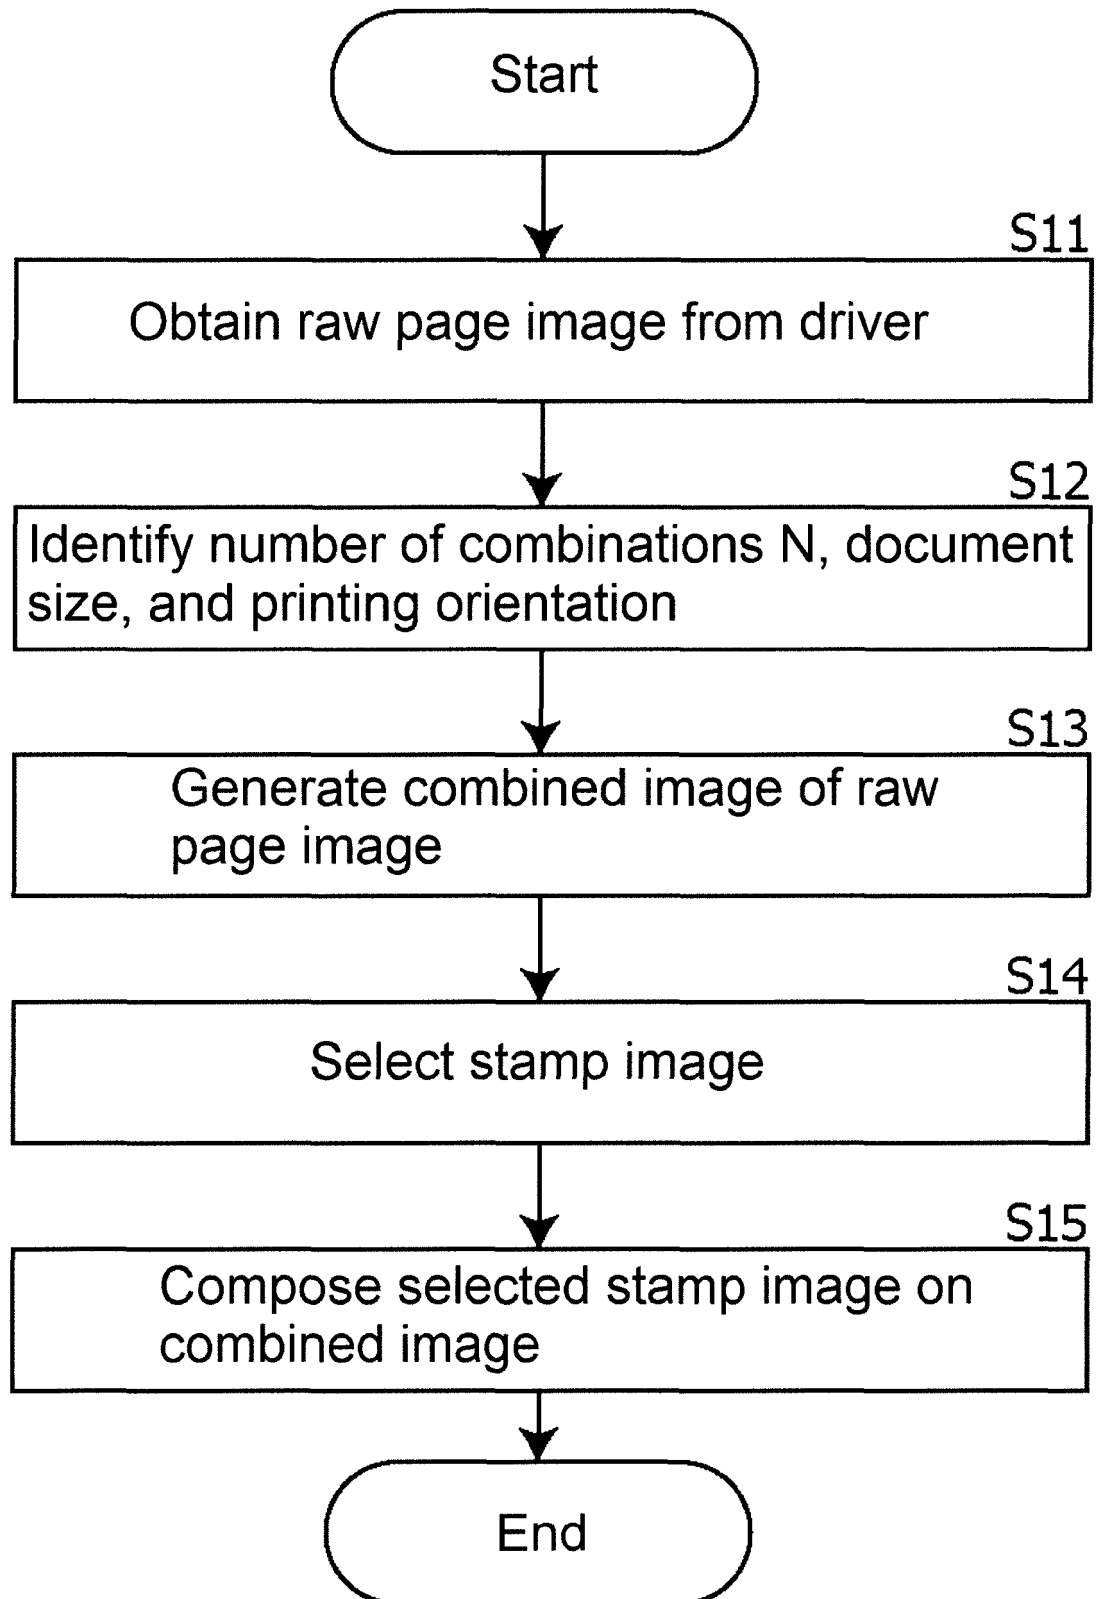 Start
S11
Obtain raw page image from driver
S12
Identify number of combinations N, document
size, and printing orientation
S13
Generate combined image of raw
page image
S14
Select stamp image
S15
Compose selected stamp image on
combined image
End